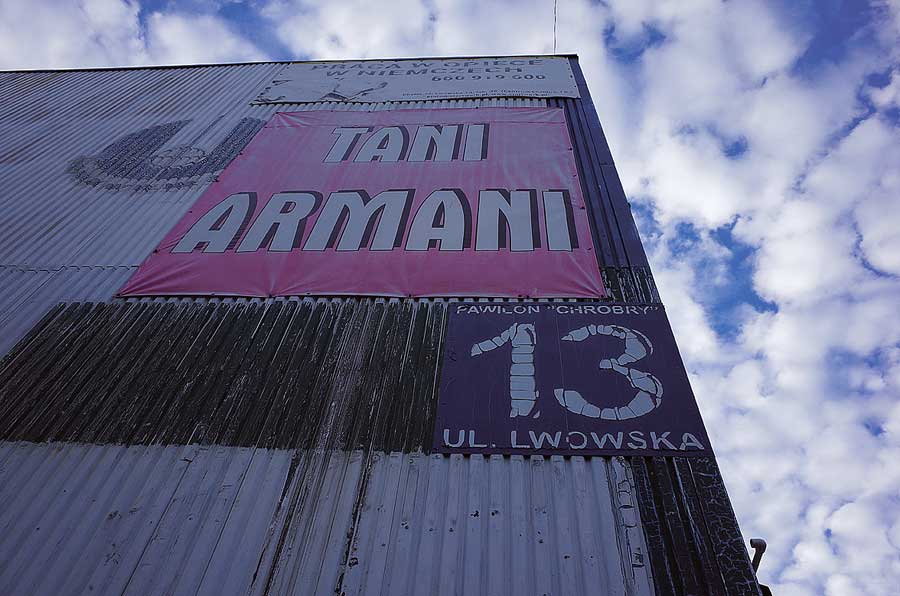 PRACA W OPIECE
W NIEMCZECH
TANI
ARMANI
PAWILON "CHROBRY"
13
UL. LWOWSKA